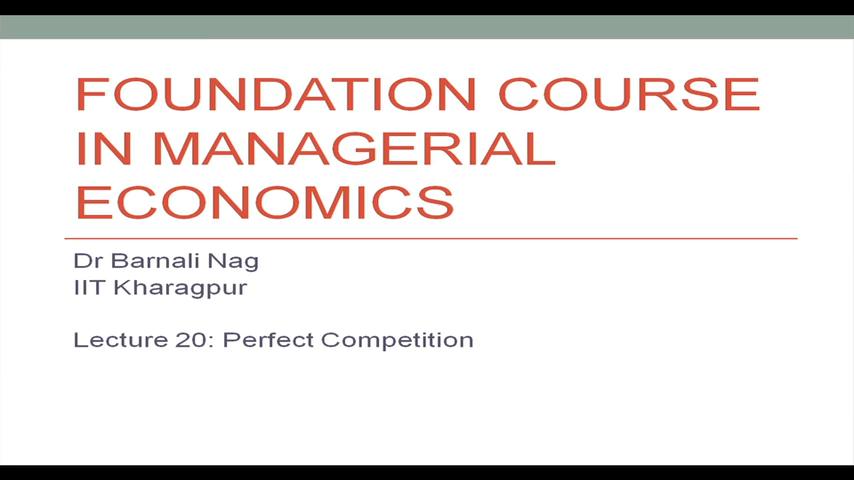 FOUNDATION COURSE
IN MANAGERIAL
ECONOMICS
Dr Barnali Nag
IIT Kharagpur
Lecture 20: Perfect Competition